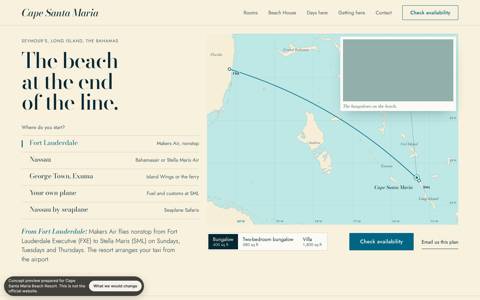 Cape Santa Maria
Rooms
Beach House
Days here
Getting here
Contact
Check availability
SEYMOUR'S, LONG ISLAND, THE BAHAMAS
The beach
at the end
of the line.
Where do you start?
Fort Lauderdale
Makers Air, nonstop
Nassau
Bahamasair or Stella Maris Air
George Town, Exuma
Island Wings or the ferry
Your own plane
Fuel and customs at SML
Nassau by seaplane
Seaplane Safaris
From Fort Lauderdale: Makers Air flies nonstop from Fort
Lauderdale Executive (FXE) to Stella Maris (SML) on Sundays,
Tuesdays and Thursdays. The resort arranges your taxi from
the airport
Florida
Grand Bahama
FXE
The bungalows on the beach.
Cat Island
Cape Santa Maria
SML
Long Island
Bungalow
Two-bedroom bungalow
Villa
Check availability
Email us this plan
Concept preview prepared for Cape
Santa Maria Beach Resort. This is not the
official website.
What we would change